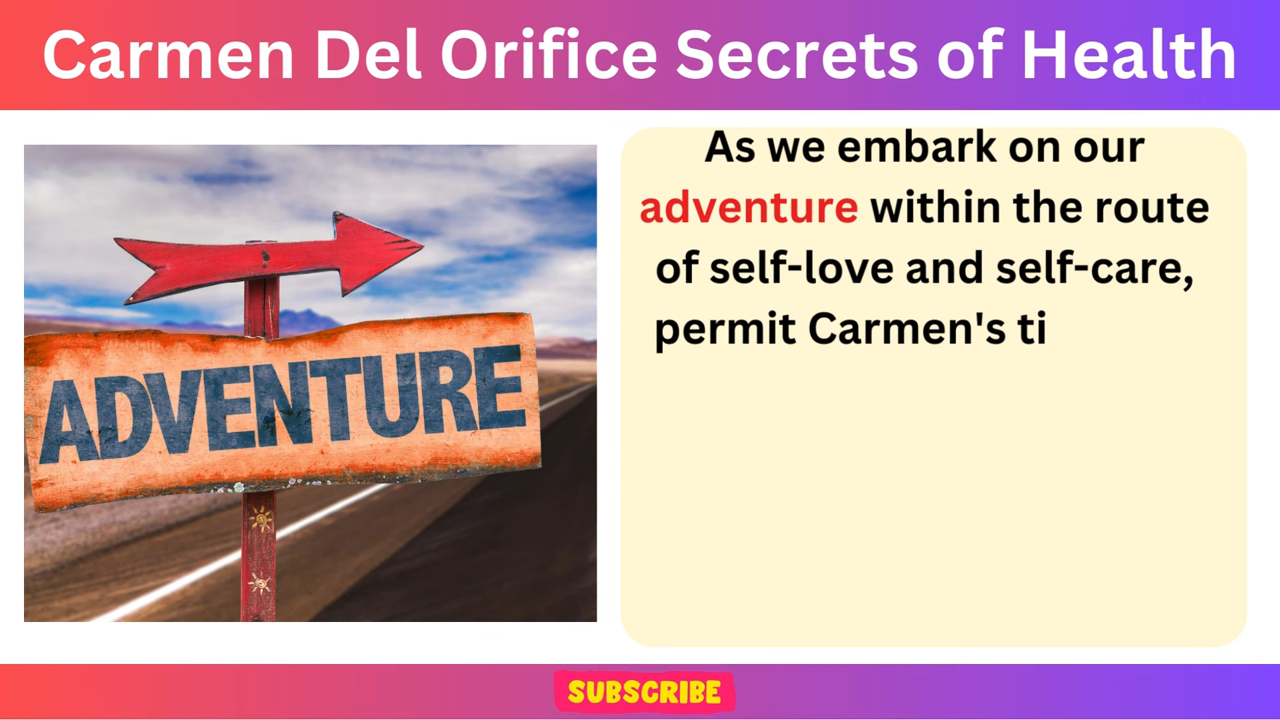 Carmen Del Orifice Secrets of Health
ADVENTURE
As we embark on our
adventure within the route
of self-love and self-care,
permit Carmen's ti
SUBSCRIBE